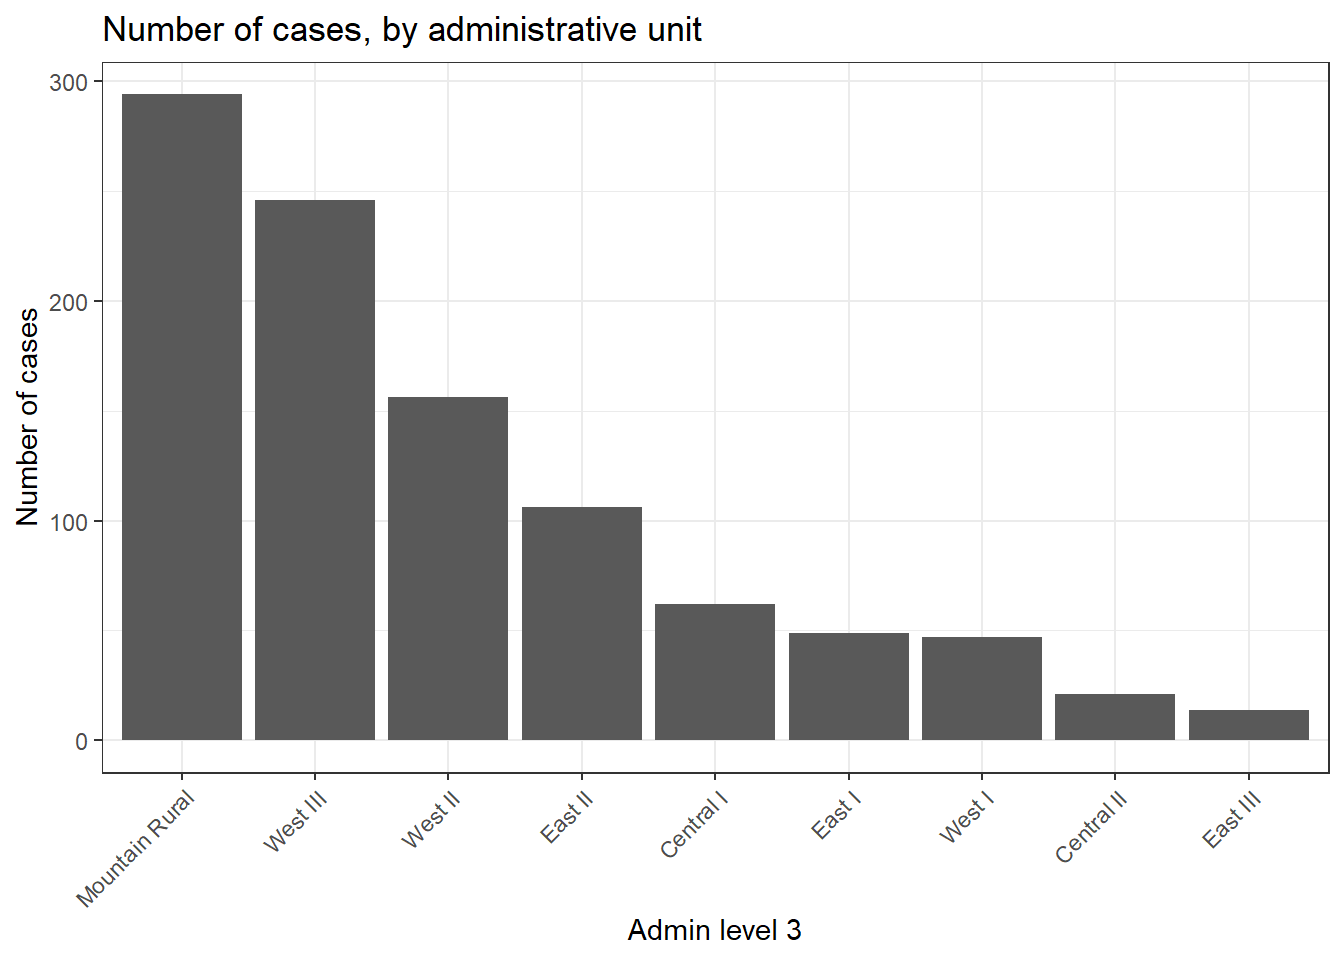 Number of cases, by administrative unit
Number of cases
300
200
100
0
Mountain Rural
West III
West II
East II
Central I
East I
West I
Central II
East III
Admin level 3